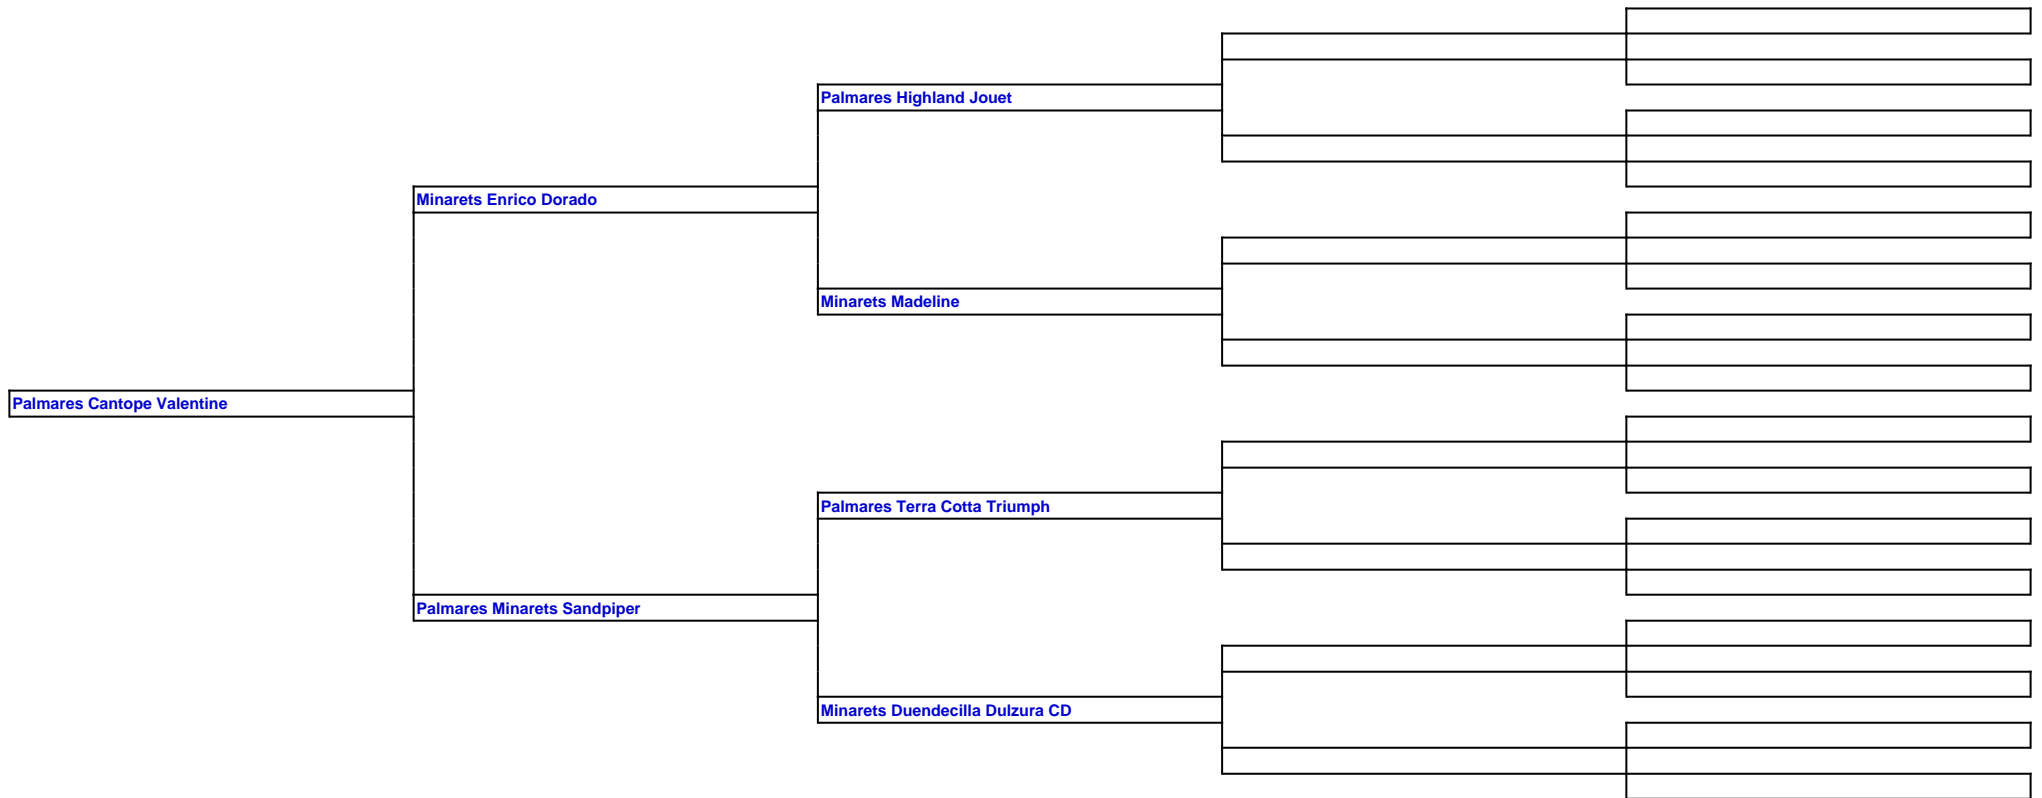 Palmares Highland Jouet
Minarets Enrico Dorado
Minarets Madeline
Palmares Cantope Valentine
Palmares Terra Cotta Triumph
Palmares Minarets Sandpiper
Minarets Duendecilla Dulzura CD